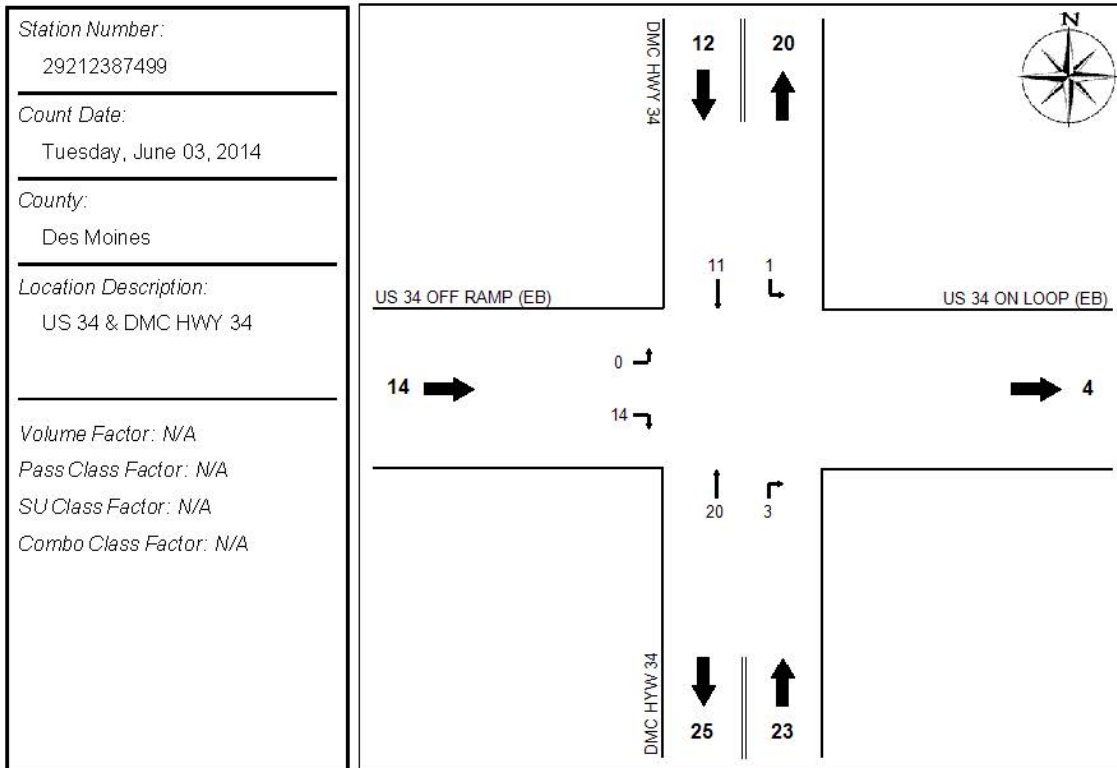 Station Number:
29212387499
Count Date:
Tuesday, June 03, 2014
County:
Des Moines
Location Description:
US 34 & DMC HWY 34
Volume Factor: N/A
Pass Class Factor: N/A
SU Class Factor: N/A
Combo Class Factor: N/A
N
DMC HWY 34
12
20
11
1
US 34 OFF RAMP (EB)
US 34 ON LOOP (EB)
0
14
4
14
20
3
DMC HYW 34
25
23